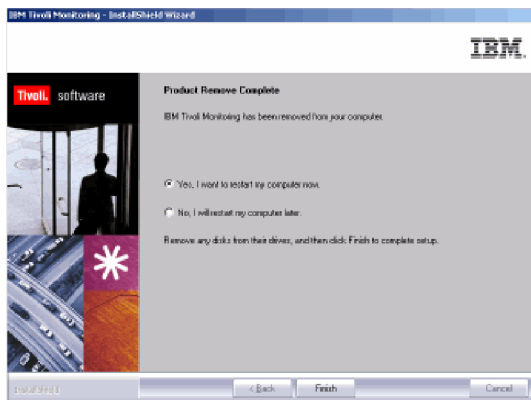 IBM Tivoli Monitoring - InstallShield Wizard
IBM.
Tivoli. software
Product Remove Complete
IBM Tivoli Monitoring has been removed from your computer.
Yes, I want to restart my computer now.
No, I will restart my computer later.
Remove any disks from their drives, and then click Finish to complete setup.
InstallShield
< Back
Finish
Cancel